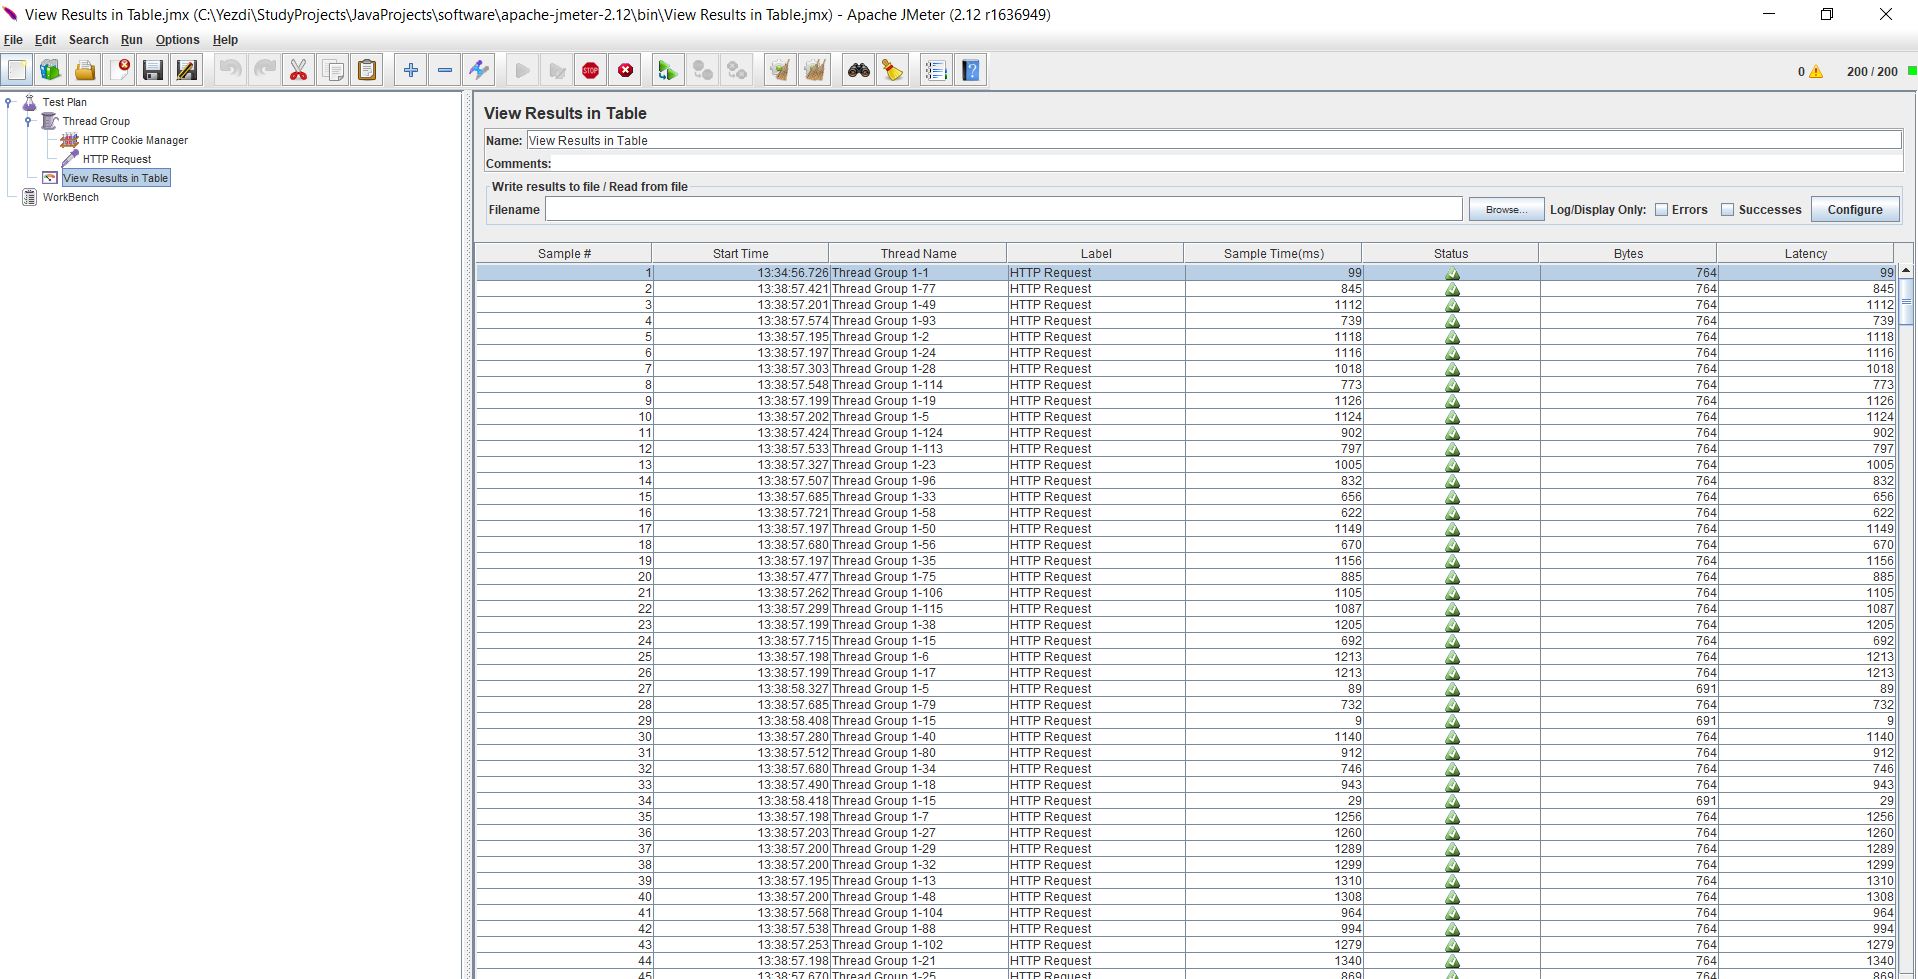 View Results in Table.jmx (C:\Yezdi\StudyProjects\JavaProjects\software\apache-jmeter-2.12\bin\View Results in Table.jmx) - Apache JMeter (2.12 r1636949)
File Edit Search Run Options Help
STOP 0 200 / 200
Test Plan
Thread Group
HTTP Cookie Manager
HTTP Request
View Results in Table
WorkBench
View Results in Table
Name: View Results in Table
Comments:
Write results to file / Read from file
Filename Browse... Log/Display Only: Errors Successes Configure
Sample # Start Time Thread Name Label Sample Time(ms) Status Bytes Latency
1 13:34:56.726 Thread Group 1-1 HTTP Request 99 764 99
2 13:38:57.421 Thread Group 1-77 HTTP Request 845 764 845
3 13:38:57.201 Thread Group 1-49 HTTP Request 1112 764 1112
4 13:38:57.574 Thread Group 1-93 HTTP Request 739 764 739
5 13:38:57.195 Thread Group 1-2 HTTP Request 1118 764 1118
6 13:38:57.197 Thread Group 1-24 HTTP Request 1116 764 1116
7 13:38:57.303 Thread Group 1-28 HTTP Request 1018 764 1018
8 13:38:57.548 Thread Group 1-114 HTTP Request 773 764 773
9 13:38:57.199 Thread Group 1-19 HTTP Request 1126 764 1126
10 13:38:57.202 Thread Group 1-5 HTTP Request 1124 764 1124
11 13:38:57.424 Thread Group 1-124 HTTP Request 902 764 902
12 13:38:57.533 Thread Group 1-113 HTTP Request 797 764 797
13 13:38:57.327 Thread Group 1-23 HTTP Request 1005 764 1005
14 13:38:57.507 Thread Group 1-96 HTTP Request 832 764 832
15 13:38:57.685 Thread Group 1-33 HTTP Request 656 764 656
16 13:38:57.721 Thread Group 1-58 HTTP Request 622 764 622
17 13:38:57.197 Thread Group 1-50 HTTP Request 1149 764 1149
18 13:38:57.680 Thread Group 1-56 HTTP Request 670 764 670
19 13:38:57.197 Thread Group 1-35 HTTP Request 1156 764 1156
20 13:38:57.477 Thread Group 1-75 HTTP Request 885 764 885
21 13:38:57.262 Thread Group 1-106 HTTP Request 1105 764 1105
22 13:38:57.299 Thread Group 1-115 HTTP Request 1087 764 1087
23 13:38:57.199 Thread Group 1-38 HTTP Request 1205 764 1205
24 13:38:57.715 Thread Group 1-15 HTTP Request 692 764 692
25 13:38:57.198 Thread Group 1-6 HTTP Request 1213 764 1213
26 13:38:57.199 Thread Group 1-17 HTTP Request 1213 764 1213
27 13:38:58.327 Thread Group 1-5 HTTP Request 89 691 89
28 13:38:57.685 Thread Group 1-79 HTTP Request 732 764 732
29 13:38:58.408 Thread Group 1-15 HTTP Request 9 691 9
30 13:38:57.280 Thread Group 1-40 HTTP Request 1140 764 1140
31 13:38:57.512 Thread Group 1-80 HTTP Request 912 764 912
32 13:38:57.680 Thread Group 1-34 HTTP Request 746 764 746
33 13:38:57.490 Thread Group 1-18 HTTP Request 943 764 943
34 13:38:58.418 Thread Group 1-15 HTTP Request 29 691 29
35 13:38:57.198 Thread Group 1-7 HTTP Request 1256 764 1256
36 13:38:57.203 Thread Group 1-27 HTTP Request 1260 764 1260
37 13:38:57.200 Thread Group 1-29 HTTP Request 1289 764 1289
38 13:38:57.200 Thread Group 1-32 HTTP Request 1299 764 1299
39 13:38:57.195 Thread Group 1-13 HTTP Request 1310 764 1310
40 13:38:57.200 Thread Group 1-48 HTTP Request 1308 764 1308
41 13:38:57.568 Thread Group 1-104 HTTP Request 964 764 964
42 13:38:57.538 Thread Group 1-88 HTTP Request 994 764 994
43 13:38:57.253 Thread Group 1-102 HTTP Request 1279 764 1279
44 13:38:57.198 Thread Group 1-21 HTTP Request 1340 764 1340
45 13:38:57.670 Thread Group 1-25 HTTP Request 869 764 869